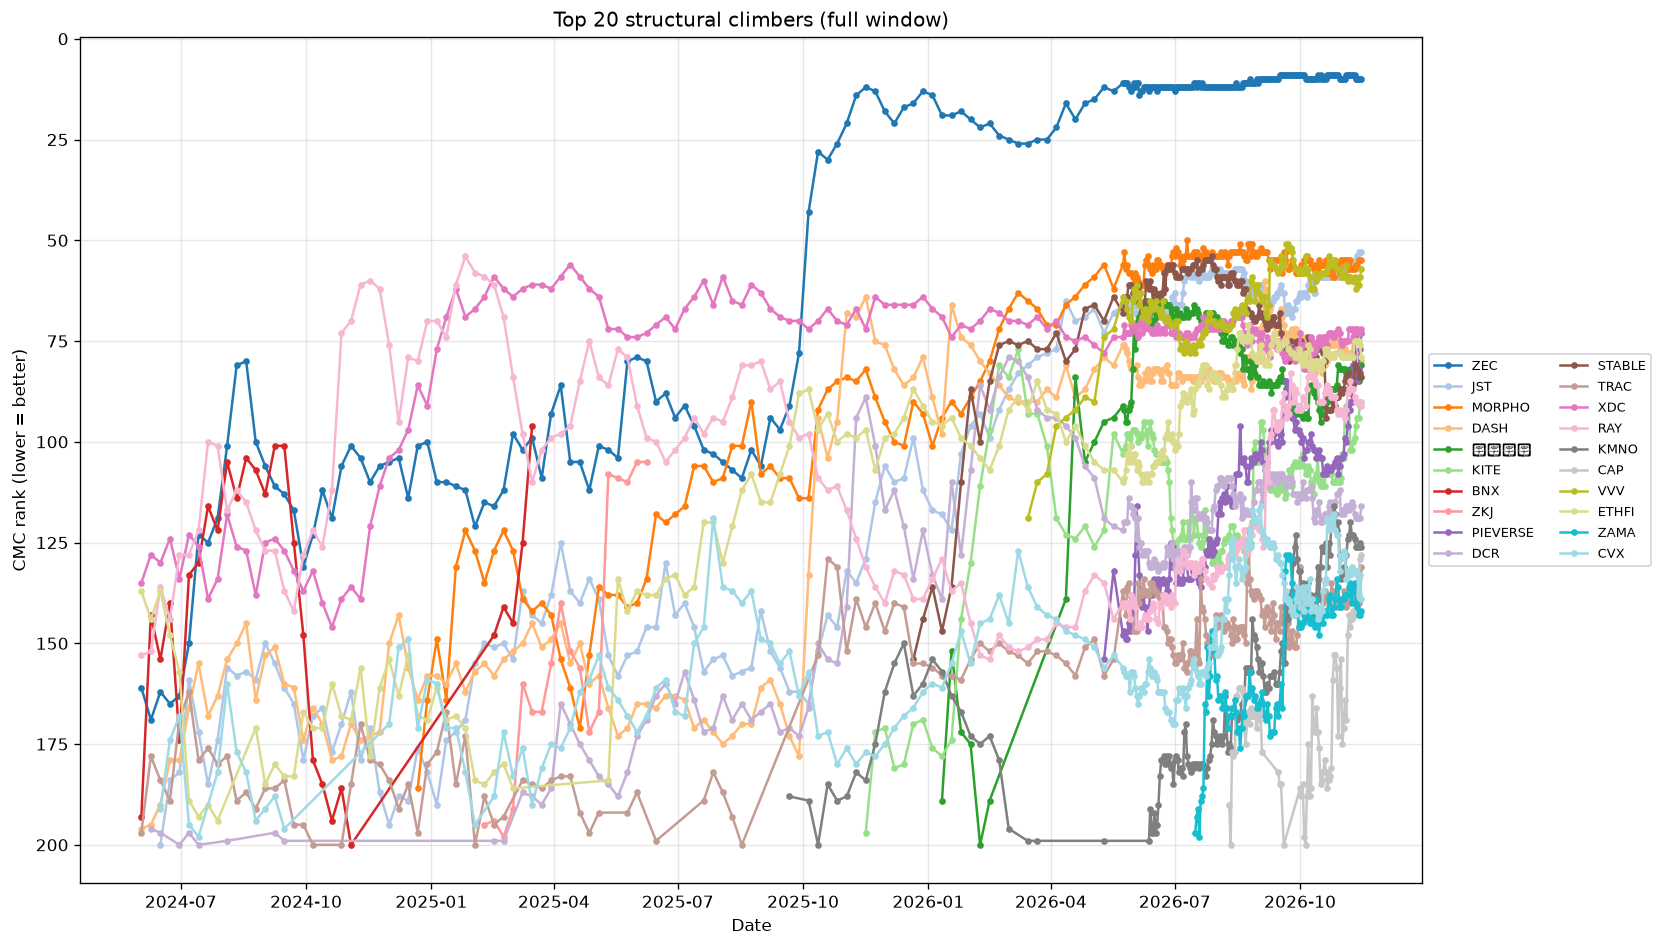 Top 20 structural climbers (full window)
0
25
50
75
100
125
150
175
200
CMC rank (lower = better)
2024-07
2024-10
2025-01
2025-04
2025-07
2025-10
2026-01
2026-04
2026-07
2026-10
Date
ZEC
JST
MORPHO
DASH
KITE
BNX
ZKJ
PIEVERSE
DCR
STABLE
TRAC
XDC
RAY
KMNO
CAP
VVV
ETHFI
ZAMA
CVX